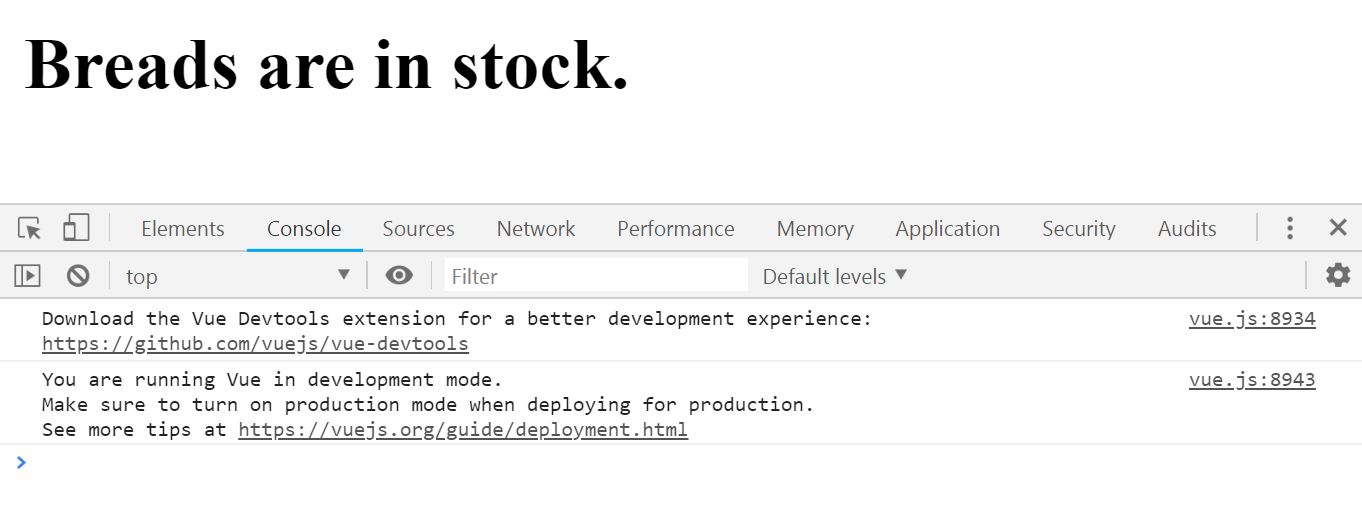 Breads are in stock.
Elements Console Sources Network Performance Memory Application Security Audits
top Filter Default levels
Download the Vue Devtools extension for a better development experience: vue.js:8934
https://github.com/vuejs/vue-devtools
You are running Vue in development mode. vue.js:8943
Make sure to turn on production mode when deploying for production.
See more tips at https://vuejs.org/guide/deployment.html